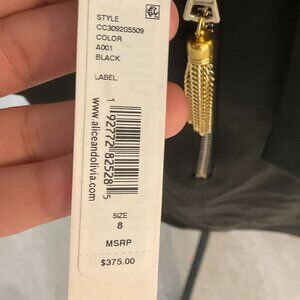 STYLE
CC309205509
COLOR
A001
BLACK
LABEL:
www.aliceandolivia.com
1 92772 82528 5
SIZE
8
MSRP
$375.00